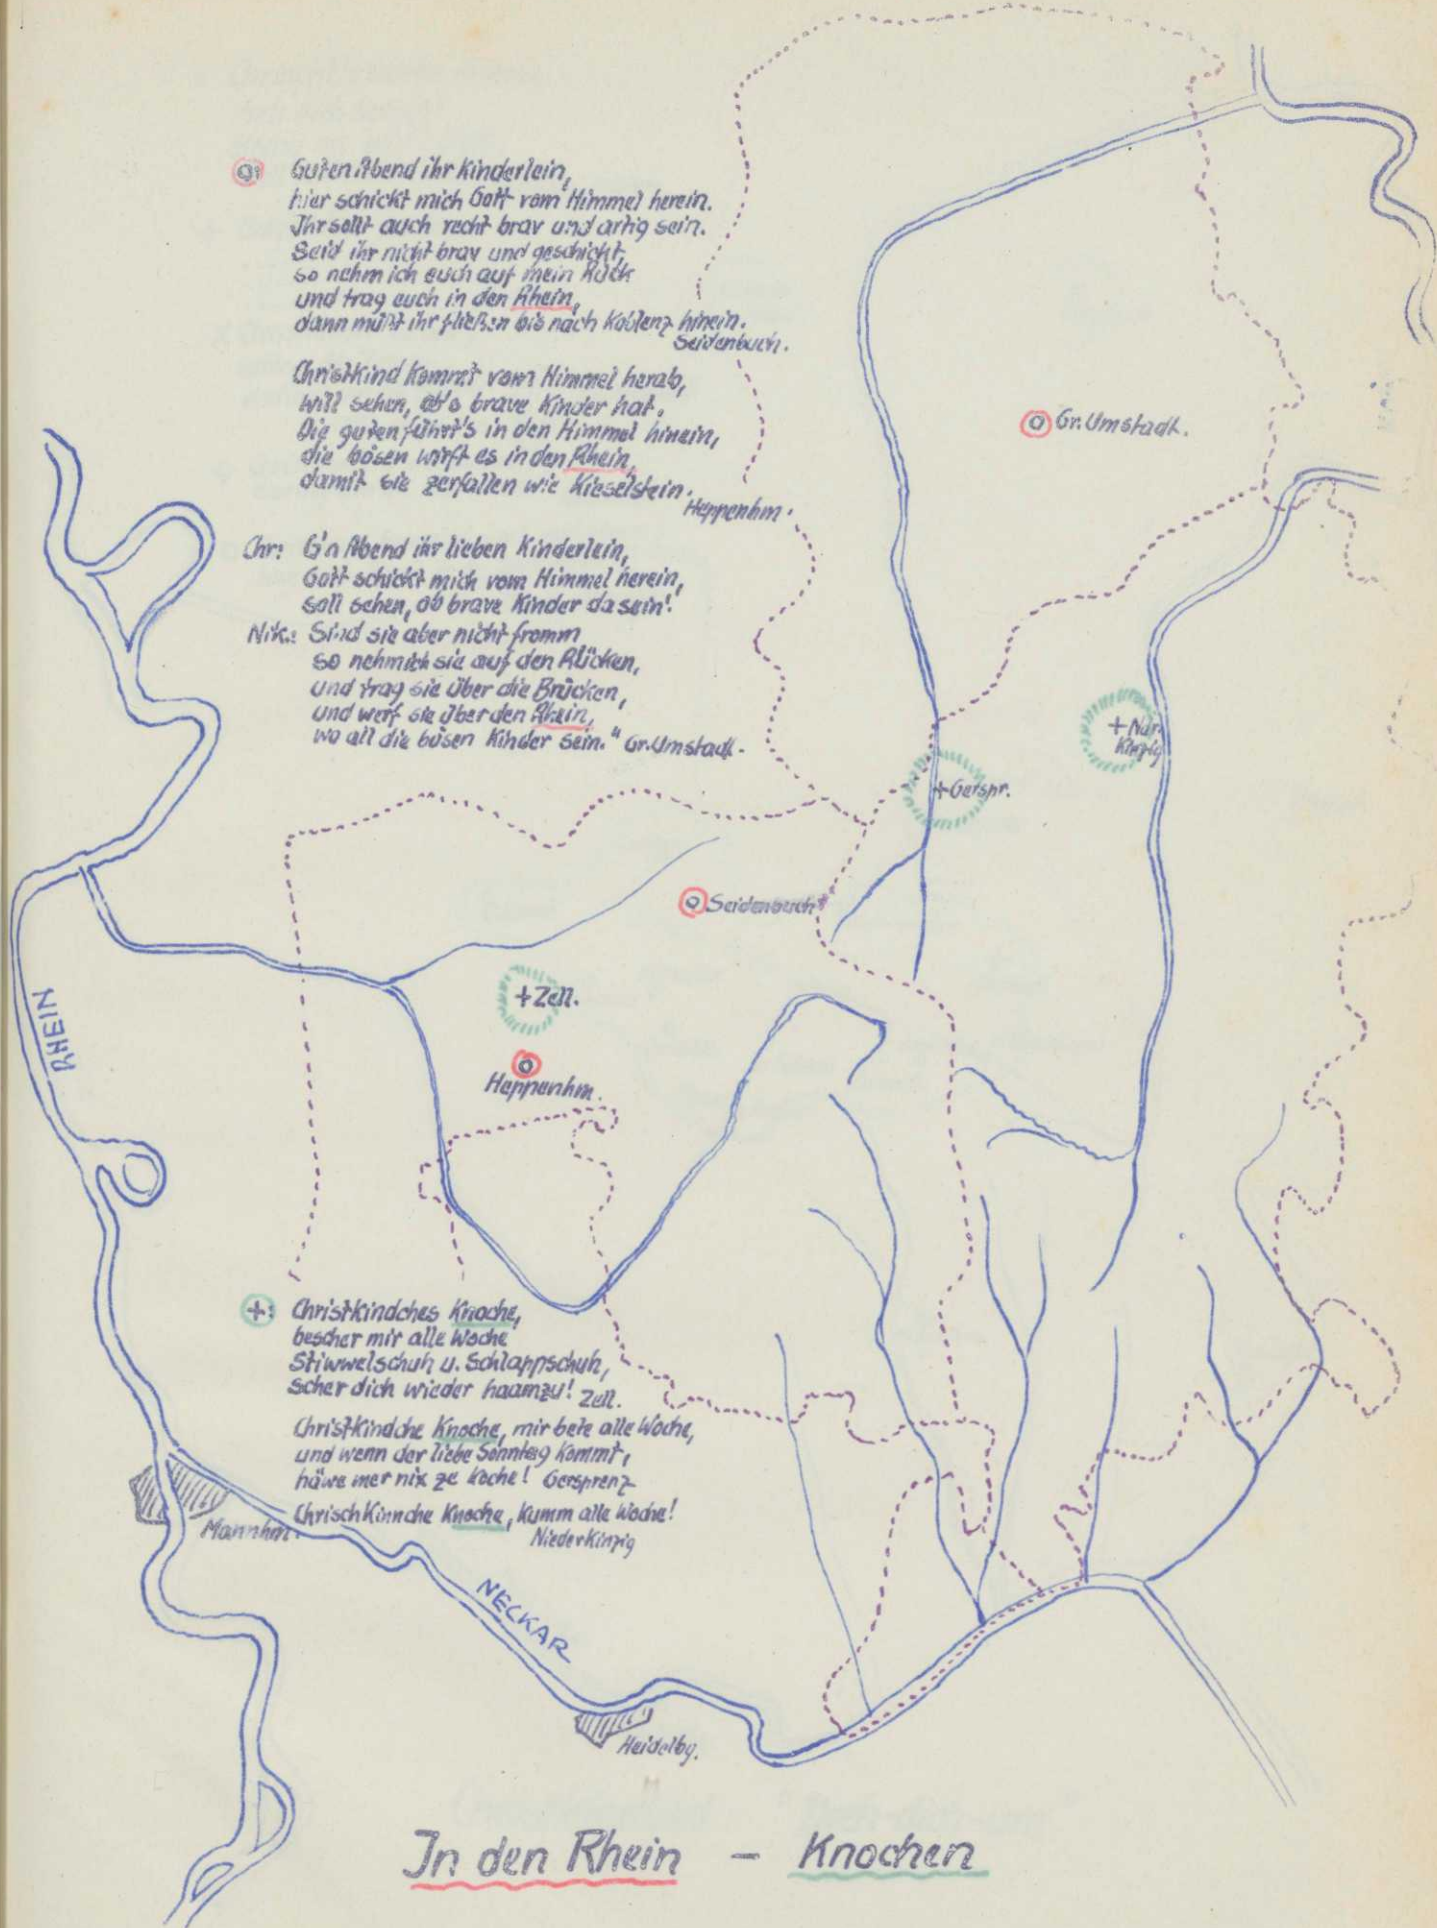 O: Guten Abend ihr Kinderlein,
hier schickt mich Gott vom Himmel herein.
Ihr sollt auch recht brav und artig sein.
Seid ihr nicht brav und geschickt,
so nehm ich euch auf mein Rück
und trag euch in den Rhein,
dann müßt ihr fließen bis nach Koblenz hinein.
Seidenbuch.
Christkind kommt vom Himmel herab,
will sehen, ob's brave Kinder hat.
Die guten führt's in den Himmel hinein,
die bösen wirft es in den Rhein,
damit sie zerfallen wie Kieselstein.
Heppenhm.
Chr: G'n Abend ihr lieben Kinderlein,
Gott schickt mich vom Himmel herein,
soll sehen, ob brave Kinder da sein!
Nik.: Sind sie aber nicht fromm
so nehm ich sie auf den Rücken,
und trag sie über die Brücken,
und werf sie über den Rhein,
wo all die bösen Kinder sein." Gr. Umstadt.
Gr. Umstadt.
+ Ndr.
Kinzig
+ Gerspr.
Seidenbuch
+ Zell.
Heppenhm.
RHEIN
+: Christkindches Knoche,
bescher mir alle Woche
Stiwwelschuh u. Schlappschuh,
scher dich wieder haamzu! Zell.
Christkindche Knoche, mir bete alle Woche,
und wenn der liebe Sonntag kommt,
häwe mer nix ze koche! Gersprenz
Chrischkinnche Knoche, kumm alle Woche!
NiederKinzig
Mannhm.
NECKAR
Heidelbg.
In den Rhein – Knochen